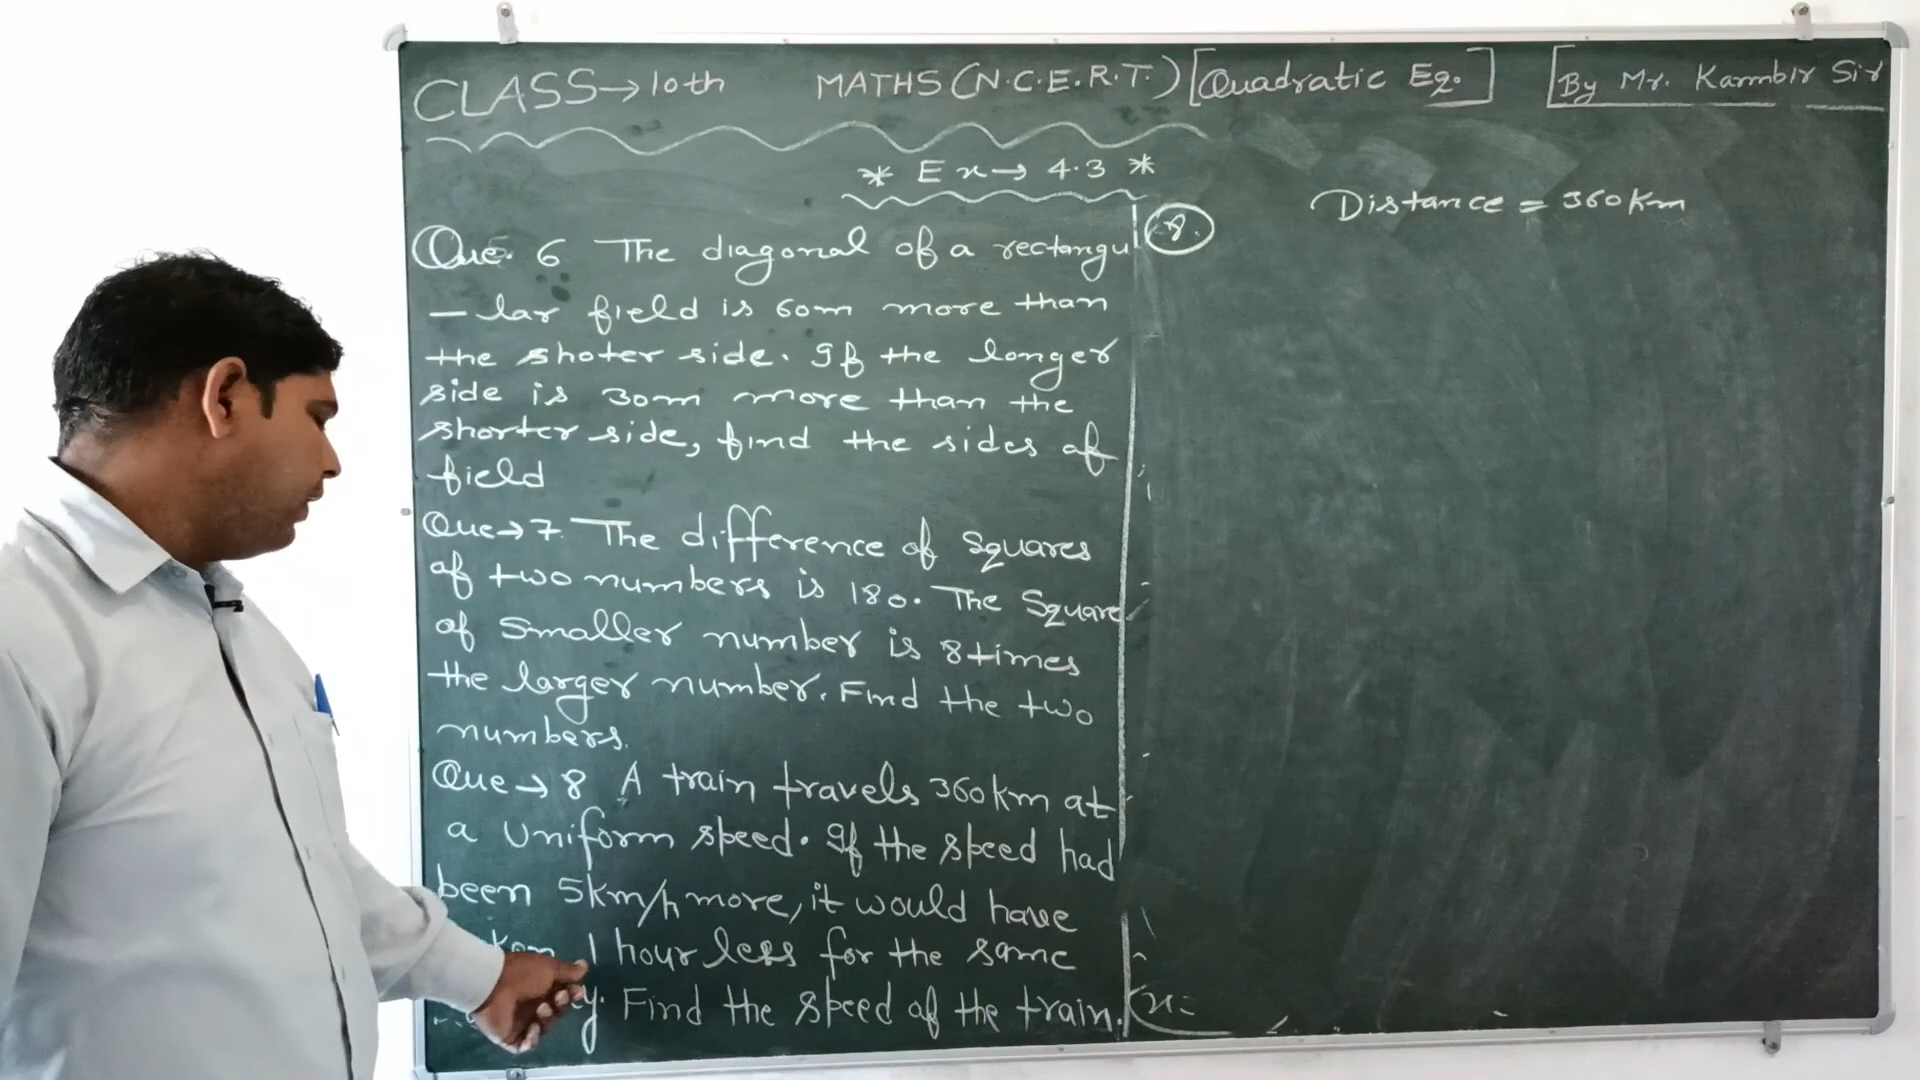 CLASS→10th MATHS (N.C.E.R.T.) [Quadratic Eq.] [By Mr. Karmbir Sir
* Ex→ 4.3 *
Que. 6 The diagonal of a rectangu
- lar field is 60m more than
the shoter side. If the longer
side is 30m more than the
shorter side, find the sides of
field
Que→7. The difference of Squares
of two numbers is 180. The Square
of Smaller number is 8 times
the larger number. Find the two
numbers.
Que→8 A train travels 360km at
a Uniform speed. If the speed had
been 5km/h more, it would have
1 hour less for the same
Find the speed of the train.
8.
Distance = 360 Km
x=